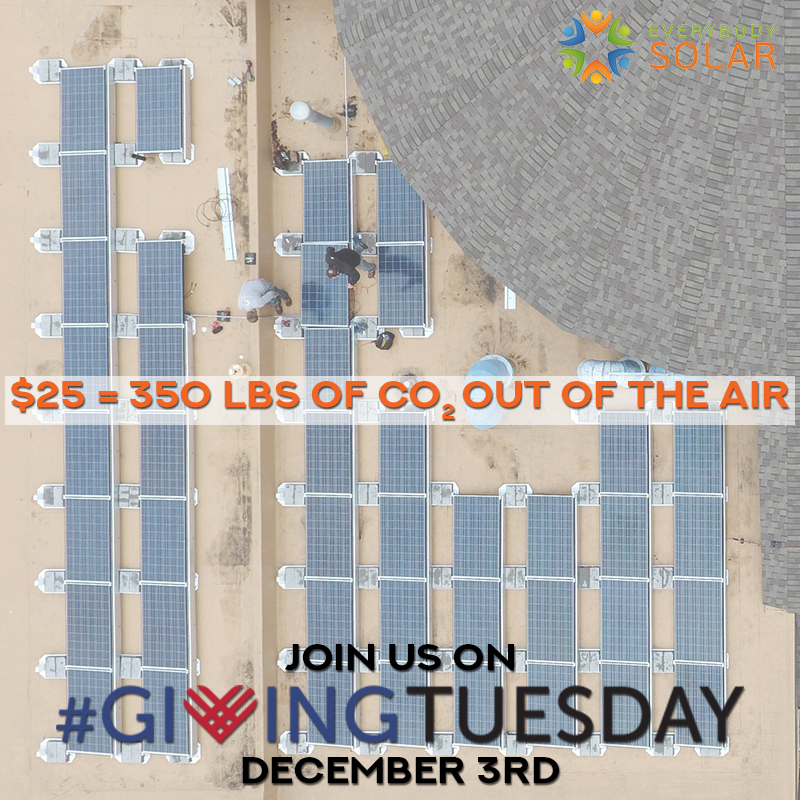 EVERYBODY
SOLAR
$25 = 350 LBS OF CO₂ OUT OF THE AIR
JOIN US ON
#GIVINGTUESDAY
DECEMBER 3RD